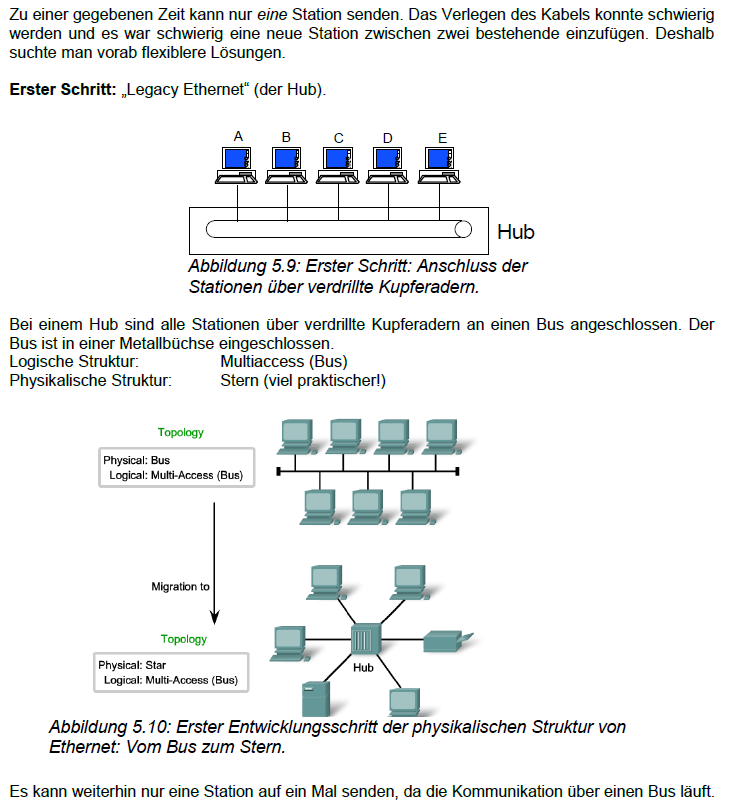 Zu einer gegebenen Zeit kann nur eine Station senden. Das Verlegen des Kabels konnte schwierig
werden und es war schwierig eine neue Station zwischen zwei bestehende einzufügen. Deshalb
suchte man vorab flexiblere Lösungen.
Erster Schritt: „Legacy Ethernet“ (der Hub).
A B C D E
Hub
Abbildung 5.9: Erster Schritt: Anschluss der
Stationen über verdrillte Kupferadern.
Bei einem Hub sind alle Stationen über verdrillte Kupferadern an einen Bus angeschlossen. Der
Bus ist in einer Metallbüchse eingeschlossen.
Logische Struktur: Multiaccess (Bus)
Physikalische Struktur: Stern (viel praktischer!)
Topology
Physical: Bus
Logical: Multi-Access (Bus)
Migration to
Topology
Physical: Star
Logical: Multi-Access (Bus)
Hub
Abbildung 5.10: Erster Entwicklungsschritt der physikalischen Struktur von
Ethernet: Vom Bus zum Stern.
Es kann weiterhin nur eine Station auf ein Mal senden, da die Kommunikation über einen Bus läuft.